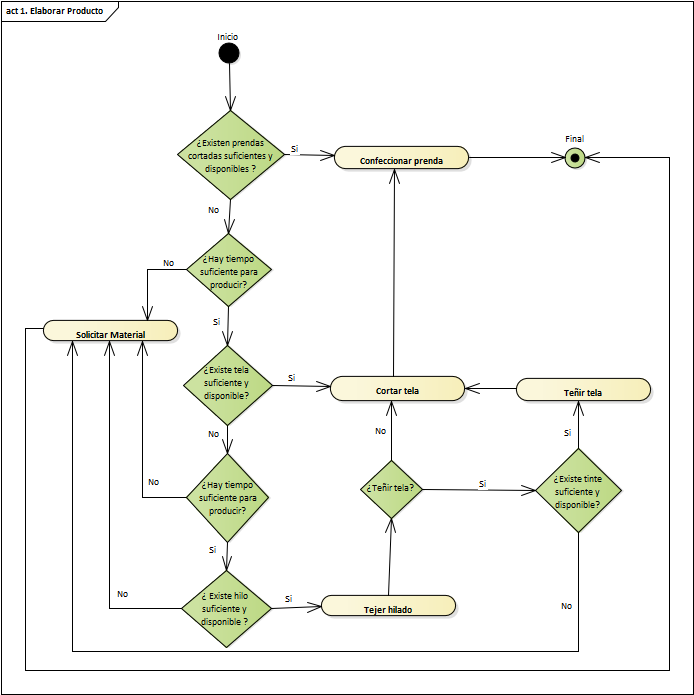 act 1. Elaborar Producto
Inicio
¿Existen prendas
cortadas suficientes y
disponibles ?
Si
Confeccionar prenda
Final
No
¿Hay tiempo
suficiente para
producir?
No
Si
Solicitar Material
¿Existe tela
suficiente y
disponible?
Si
Cortar tela
Teñir tela
No
No
Si
¿Hay tiempo
suficiente para
producir?
No
¿Teñir tela?
Si
¿Existe tinte
suficiente y
disponible?
Si
No
¿ Existe hilo
suficiente y
disponible ?
Si
Tejer hilado
No